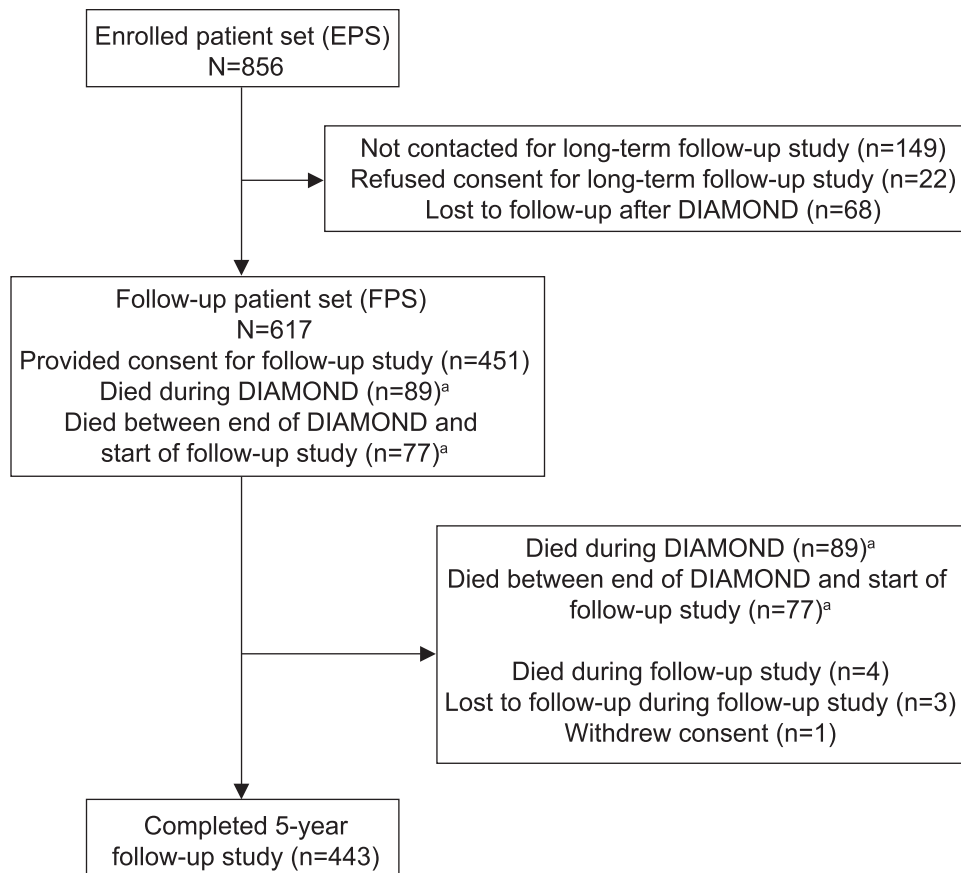 Enrolled patient set (EPS)
N=856
Not contacted for long-term follow-up study (n=149)
Refused consent for long-term follow-up study (n=22)
Lost to follow-up after DIAMOND (n=68)
Follow-up patient set (FPS)
N=617
Provided consent for follow-up study (n=451)
Died during DIAMOND (n=89)ᵃ
Died between end of DIAMOND and
start of follow-up study (n=77)ᵃ
Died during DIAMOND (n=89)ᵃ
Died between end of DIAMOND and start of
follow-up study (n=77)ᵃ
Died during follow-up study (n=4)
Lost to follow-up during follow-up study (n=3)
Withdrew consent (n=1)
Completed 5-year
follow-up study (n=443)